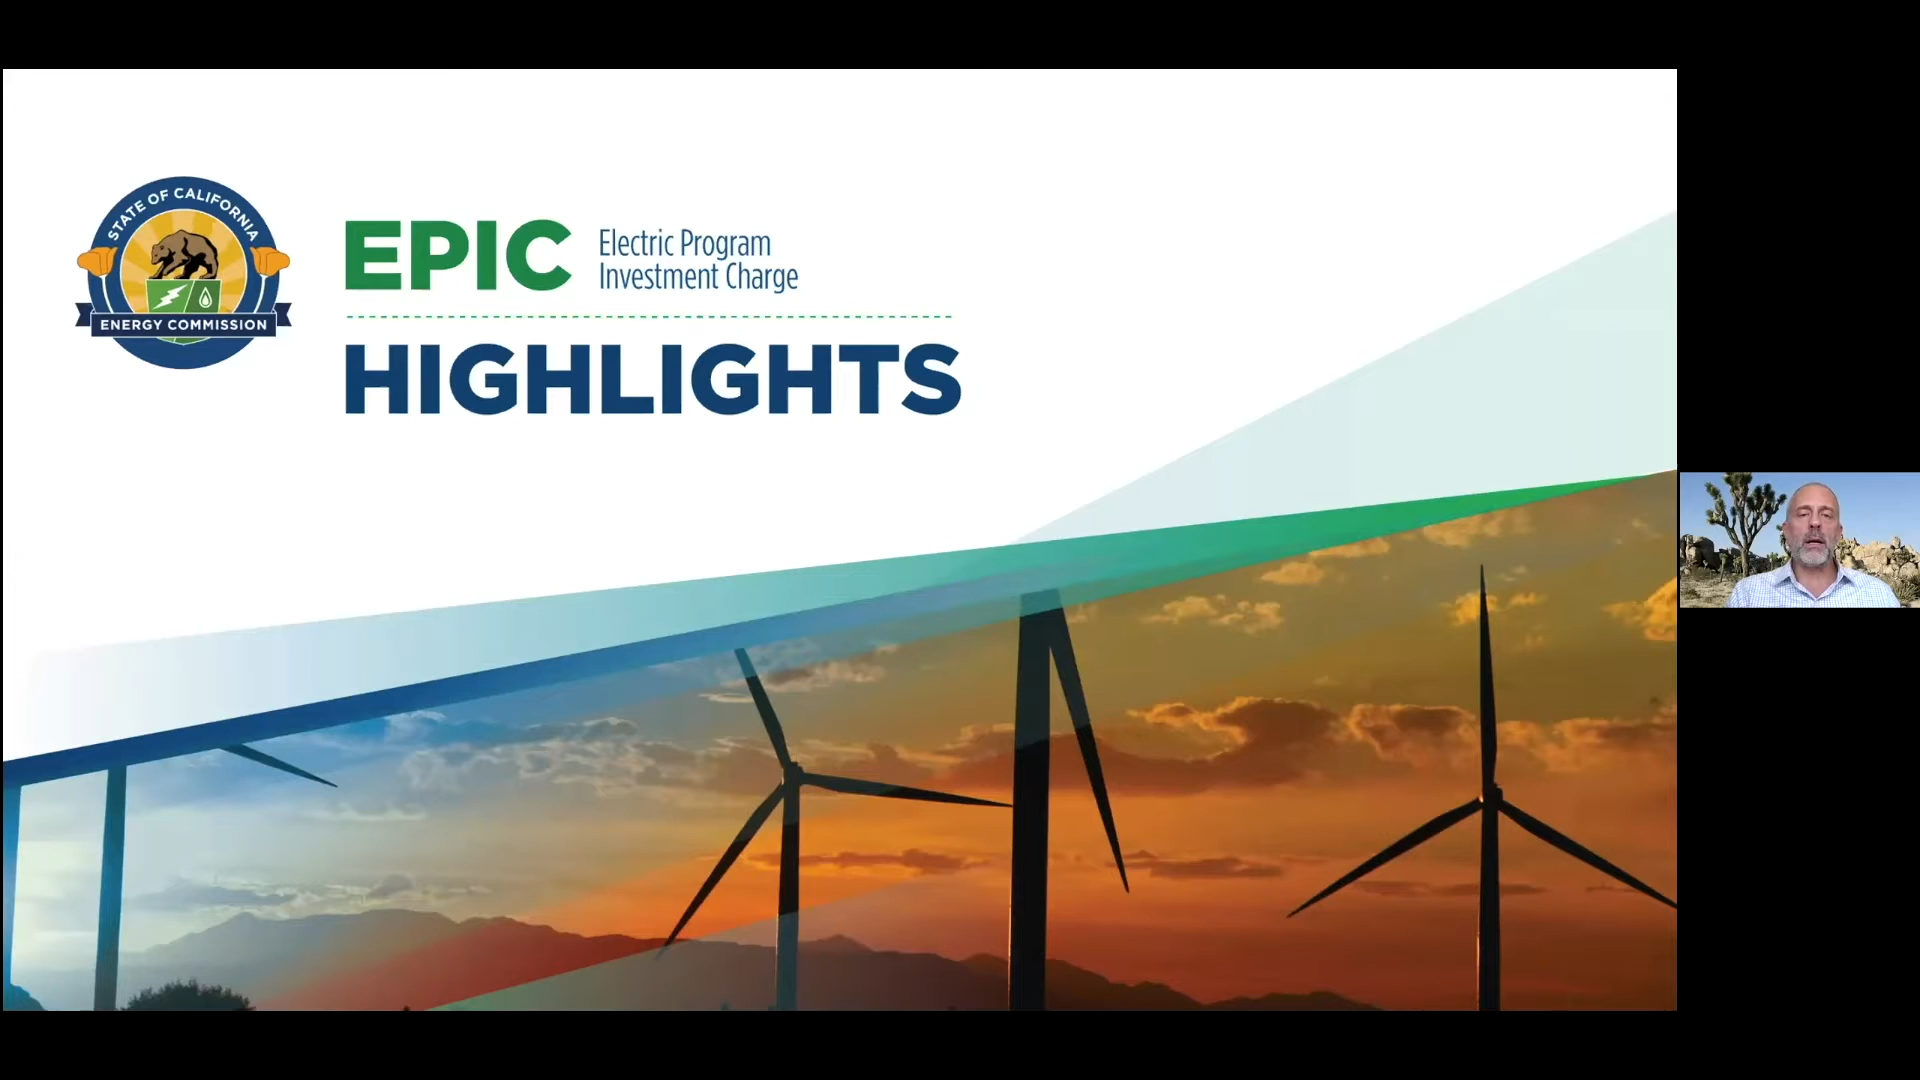 STATE OF CALIFORNIA
ENERGY COMMISSION
EPIC
Electric Program
Investment Charge
HIGHLIGHTS